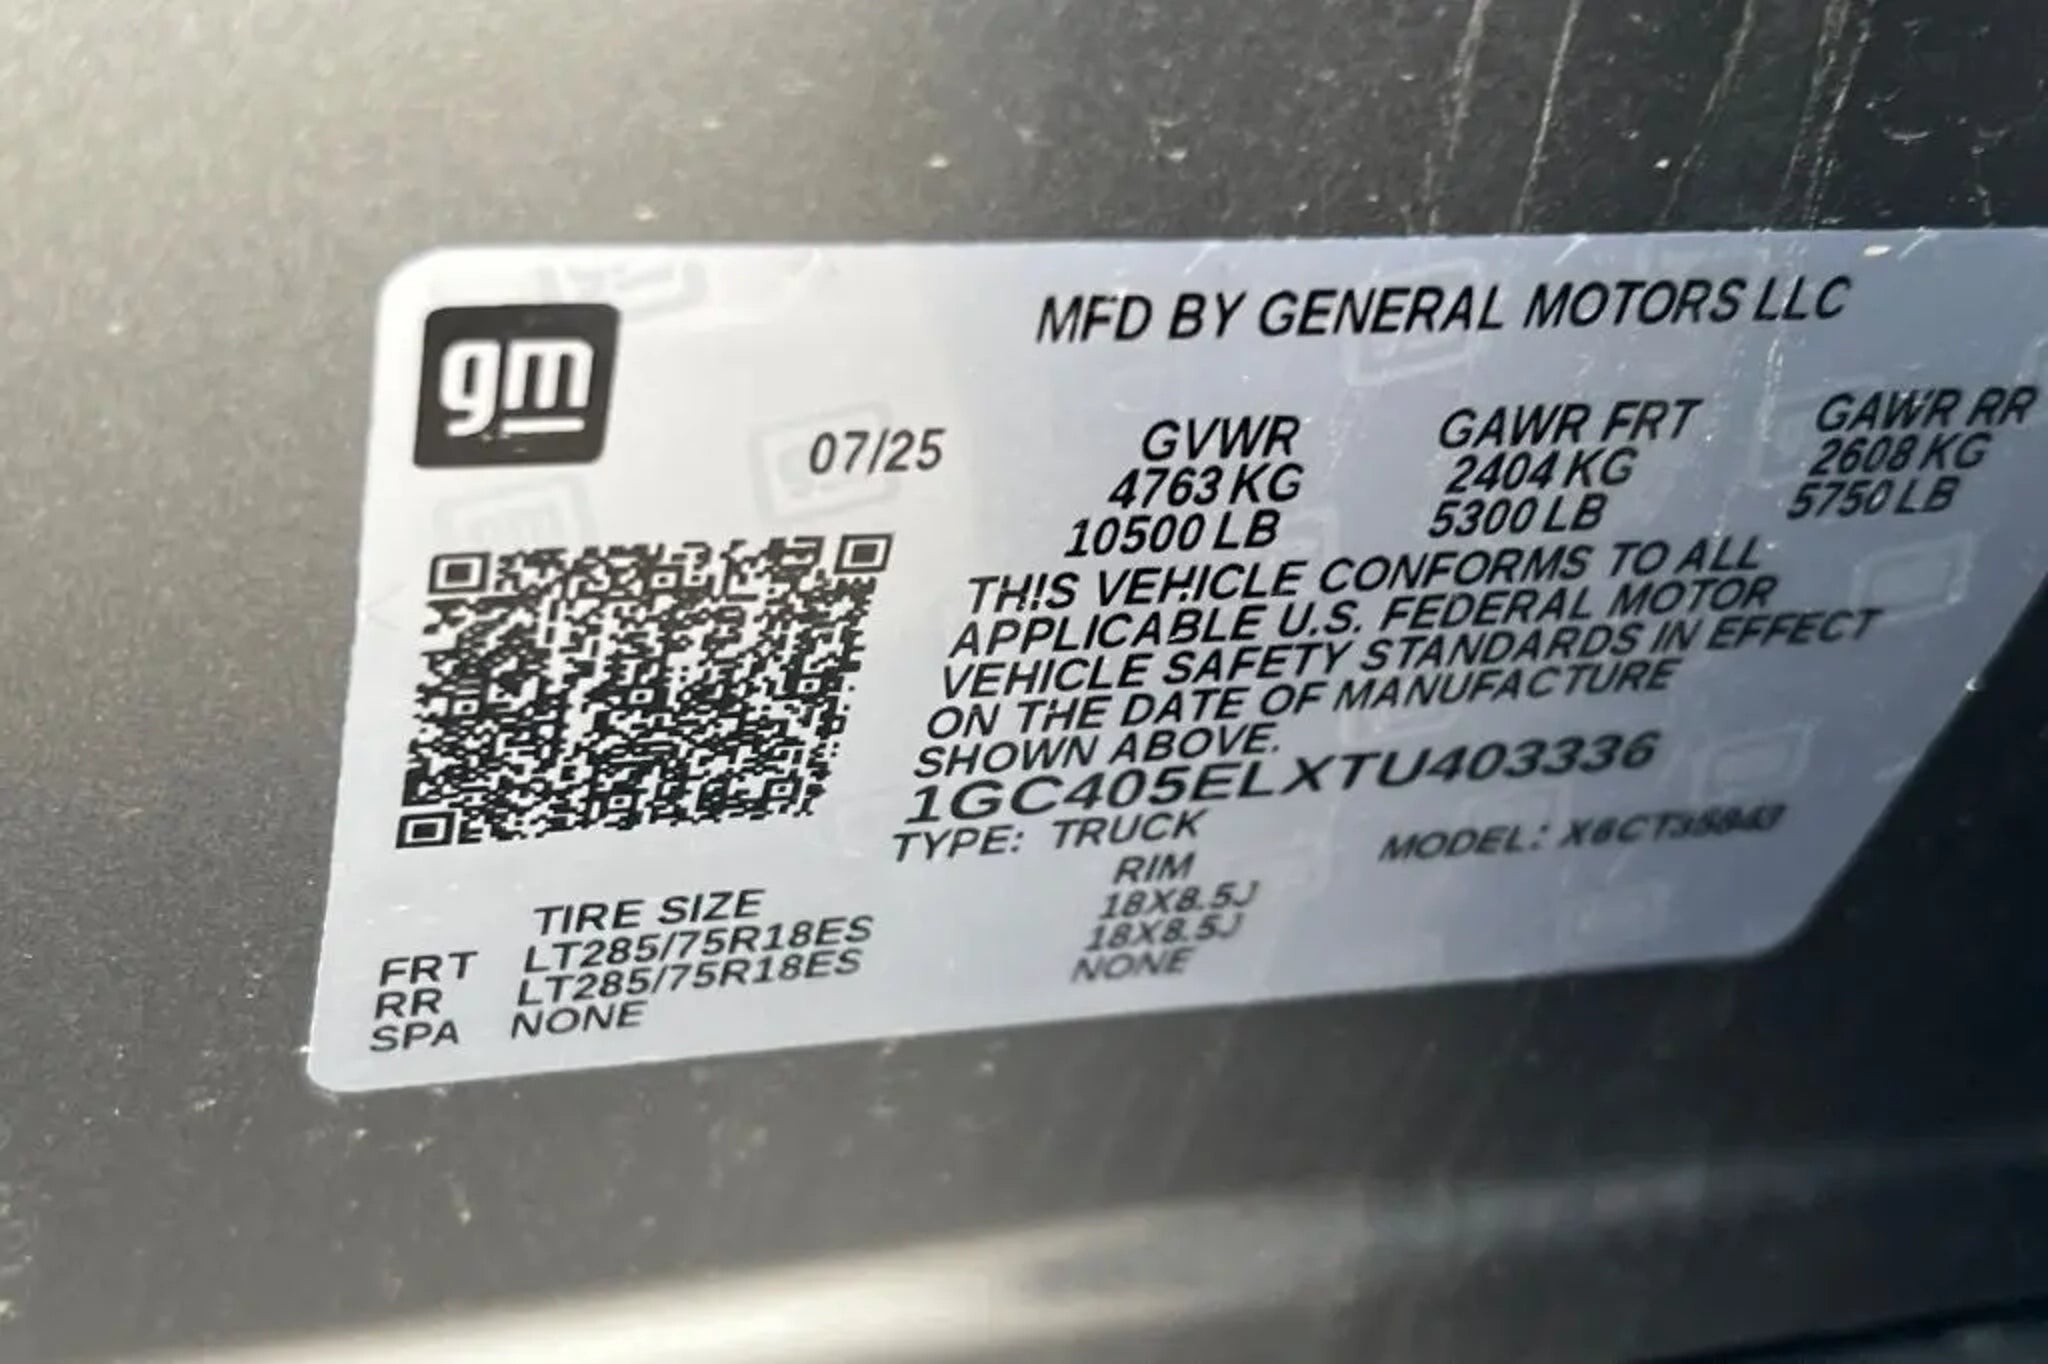 gm
MFD BY GENERAL MOTORS LLC
07/25
GVWR GAWR FRT GAWR RR
4763 KG 2404 KG 2608 KG
10500 LB 5300 LB 5750 LB
THIS VEHICLE CONFORMS TO ALL
APPLICABLE U.S. FEDERAL MOTOR
VEHICLE SAFETY STANDARDS IN EFFECT
ON THE DATE OF MANUFACTURE
SHOWN ABOVE.
1GC405ELXTU403336
TYPE: TRUCK MODEL:
TIRE SIZE RIM
FRT LT285/75R18ES 18X8.5J
RR LT285/75R18ES 18X8.5J
SPA NONE NONE